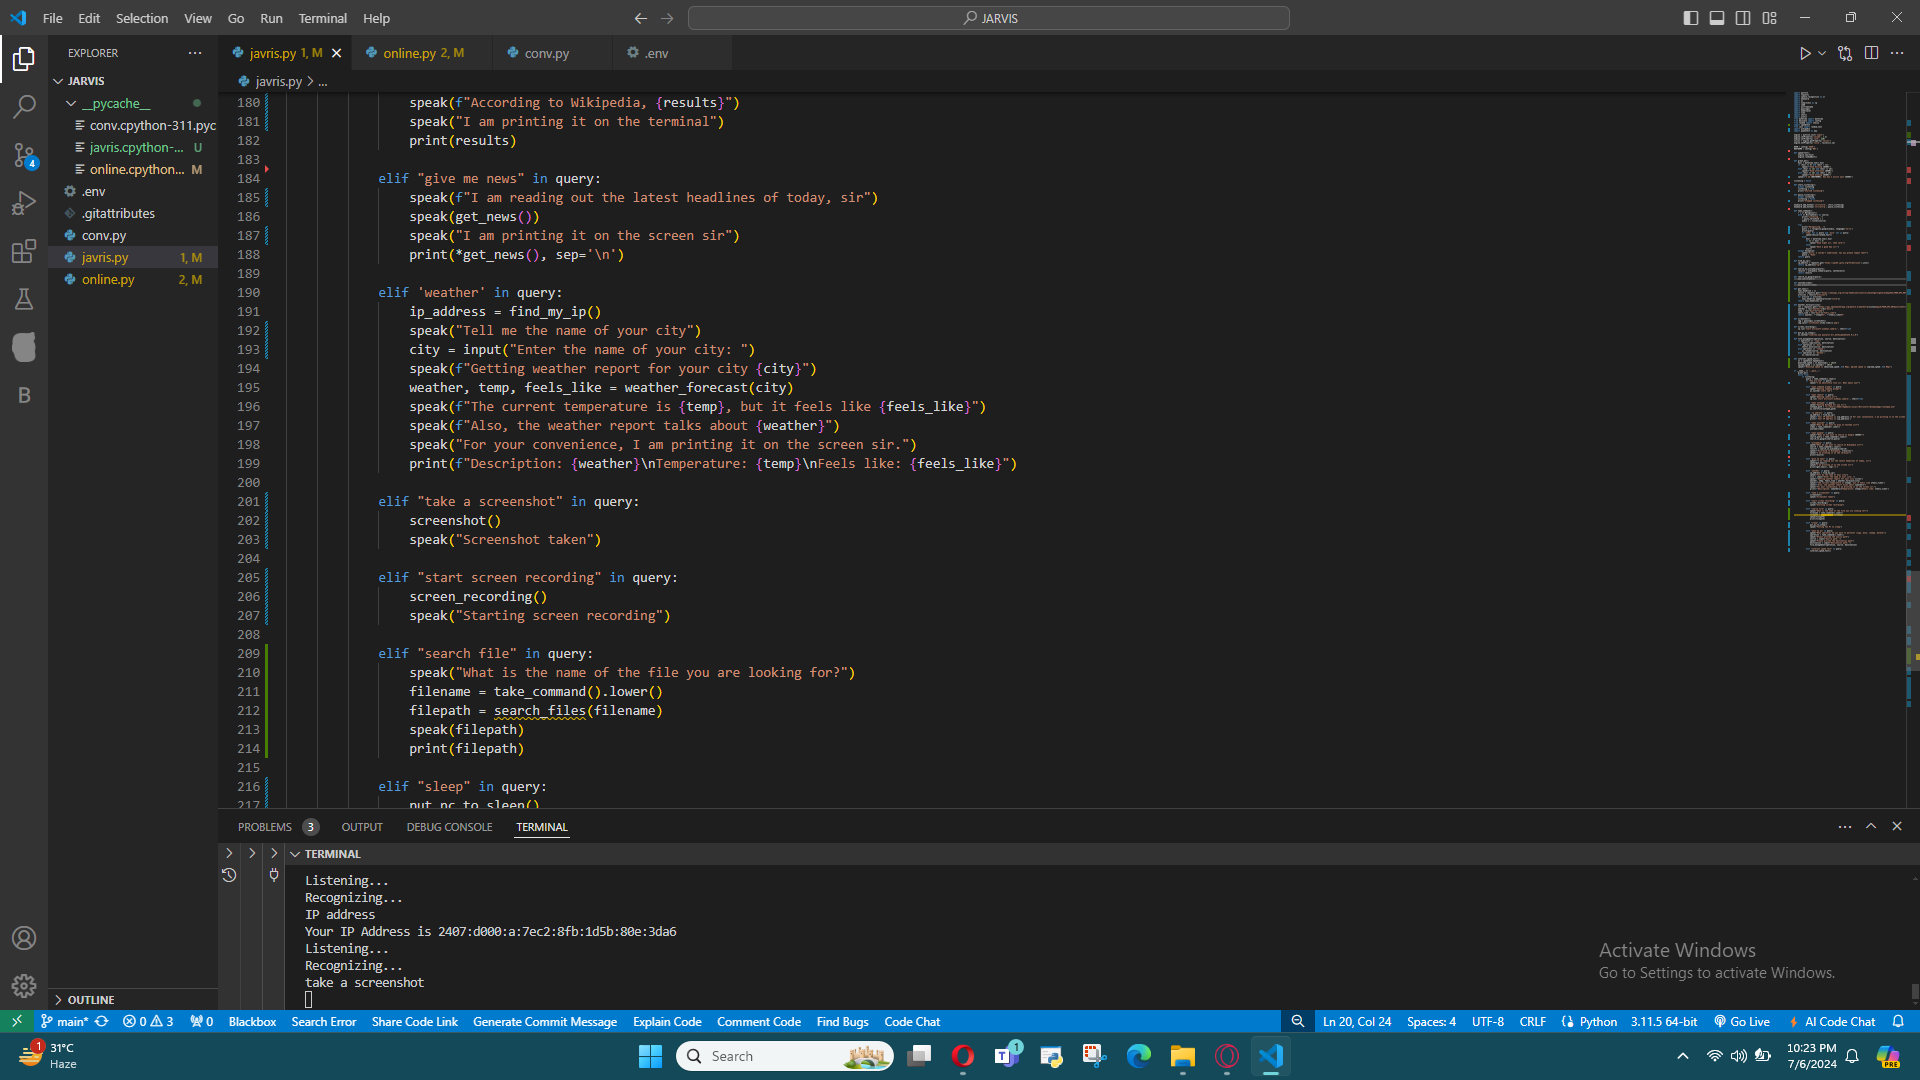 File Edit Selection View Go Run Terminal Help
JARVIS
EXPLORER
JARVIS
__pycache__
conv.cpython-311.pyc
javris.cpython-... U
online.cpython... M
.env
.gitattributes
conv.py
javris.py 1, M
online.py 2, M
OUTLINE
javris.py 1, M
online.py 2, M
conv.py
.env
javris.py > ...
180 speak(f"According to Wikipedia, {results}")
181 speak("I am printing it on the terminal")
182 print(results)
183
184 elif "give me news" in query:
185 speak(f"I am reading out the latest headlines of today, sir")
186 speak(get_news())
187 speak("I am printing it on the screen sir")
188 print(*get_news(), sep='\n')
189
190 elif 'weather' in query:
191 ip_address = find_my_ip()
192 speak("Tell me the name of your city")
193 city = input("Enter the name of your city: ")
194 speak(f"Getting weather report for your city {city}")
195 weather, temp, feels_like = weather_forecast(city)
196 speak(f"The current temperature is {temp}, but it feels like {feels_like}")
197 speak(f"Also, the weather report talks about {weather}")
198 speak("For your convenience, I am printing it on the screen sir.")
199 print(f"Description: {weather}\nTemperature: {temp}\nFeels like: {feels_like}")
200
201 elif "take a screenshot" in query:
202 screenshot()
203 speak("Screenshot taken")
204
205 elif "start screen recording" in query:
206 screen_recording()
207 speak("Starting screen recording")
208
209 elif "search file" in query:
210 speak("What is the name of the file you are looking for?")
211 filename = take_command().lower()
212 filepath = search_files(filename)
213 speak(filepath)
214 print(filepath)
215
216 elif "sleep" in query:
217 put_pc_to_sleep()
PROBLEMS 3 OUTPUT DEBUG CONSOLE TERMINAL
TERMINAL
Listening...
Recognizing...
IP address
Your IP Address is 2407:d000:a:7ec2:8fb:1d5b:80e:3da6
Listening...
Recognizing...
take a screenshot
Activate Windows
Go to Settings to activate Windows.
4
B
main* 0 3 0 Blackbox Search Error Share Code Link Generate Commit Message Explain Code Comment Code Find Bugs Code Chat
Ln 20, Col 24 Spaces: 4 UTF-8 CRLF Python 3.11.5 64-bit Go Live AI Code Chat
1
31°C
Haze
Search
T
1
10:23 PM
7/6/2024
PRE